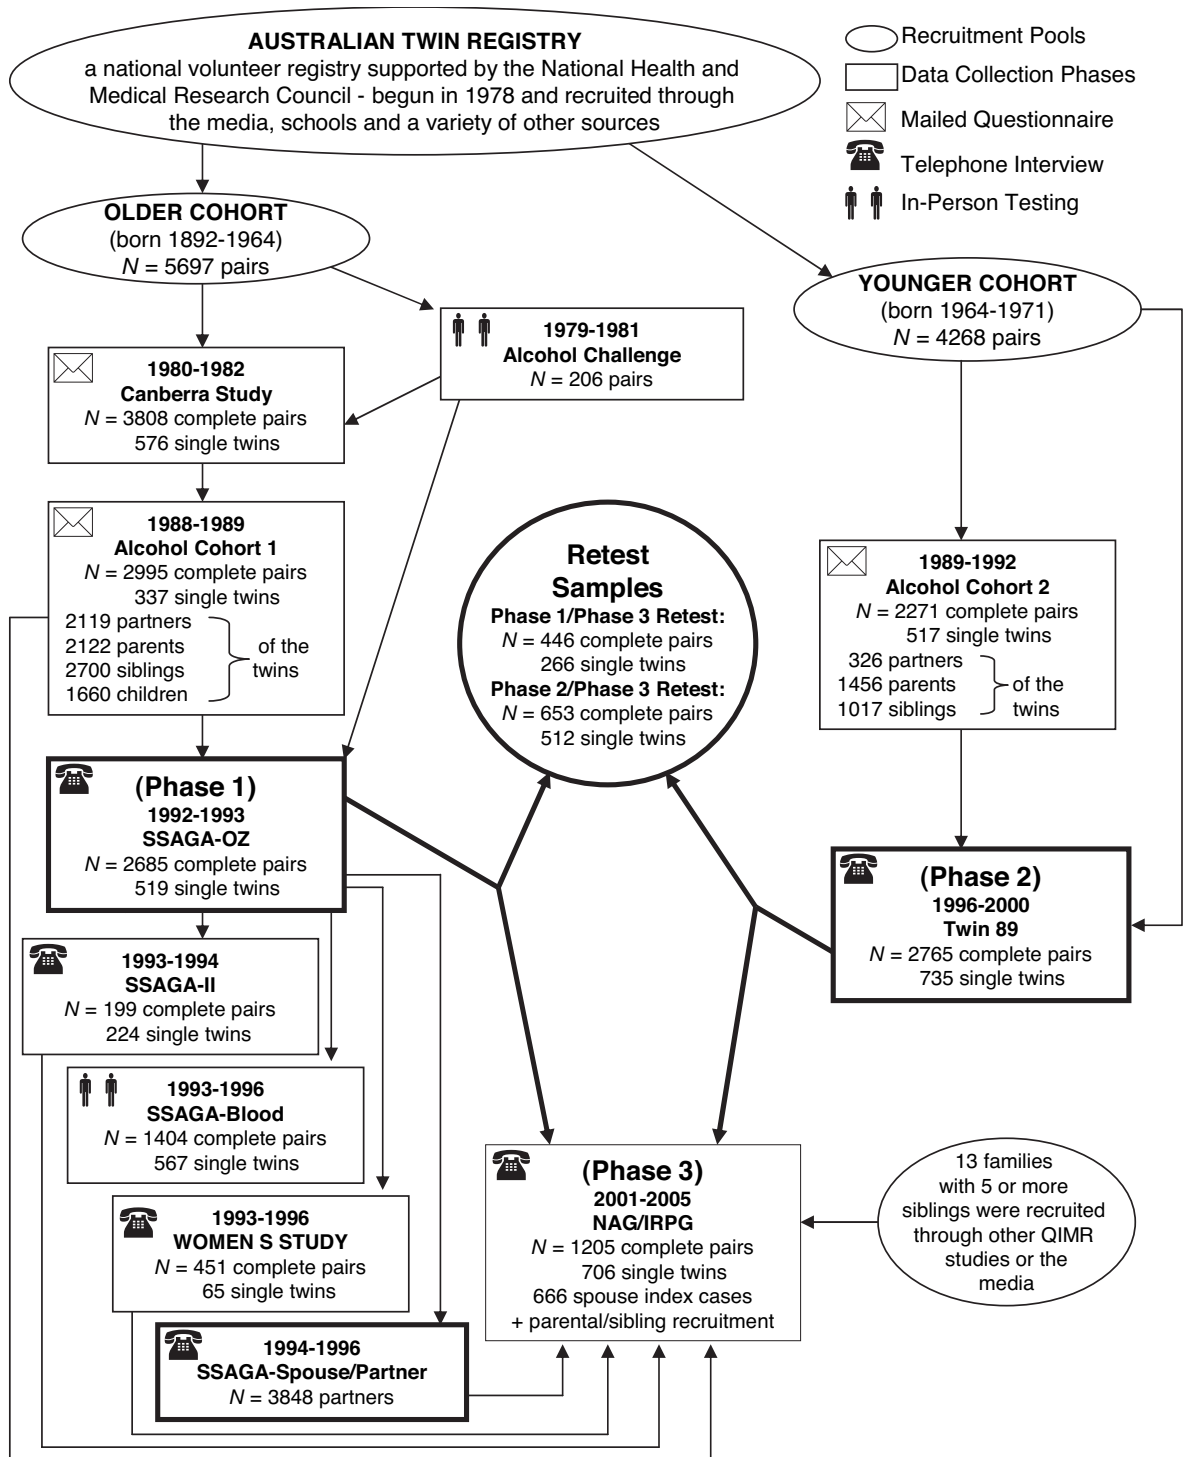 AUSTRALIAN TWIN REGISTRY
a national volunteer registry supported by the National Health and
Medical Research Council - begun in 1978 and recruited through
the media, schools and a variety of other sources
Recruitment Pools
Data Collection Phases
Mailed Questionnaire
Telephone Interview
In-Person Testing
OLDER COHORT
(born 1892-1964)
N = 5697 pairs
YOUNGER COHORT
(born 1964-1971)
N = 4268 pairs
1979-1981
Alcohol Challenge
N = 206 pairs
1980-1982
Canberra Study
N = 3808 complete pairs
576 single twins
1988-1989
Alcohol Cohort 1
N = 2995 complete pairs
337 single twins
2119 partners
2122 parents
2700 siblings
1660 children
of the
twins
Retest
Samples
Phase 1/Phase 3 Retest:
N = 446 complete pairs
266 single twins
Phase 2/Phase 3 Retest:
N = 653 complete pairs
512 single twins
1989-1992
Alcohol Cohort 2
N = 2271 complete pairs
517 single twins
326 partners
1456 parents
1017 siblings
of the
twins
(Phase 1)
1992-1993
SSAGA-OZ
N = 2685 complete pairs
519 single twins
(Phase 2)
1996-2000
Twin 89
N = 2765 complete pairs
735 single twins
1993-1994
SSAGA-II
N = 199 complete pairs
224 single twins
1993-1996
SSAGA-Blood
N = 1404 complete pairs
567 single twins
1993-1996
WOMEN S STUDY
N = 451 complete pairs
65 single twins
1994-1996
SSAGA-Spouse/Partner
N = 3848 partners
(Phase 3)
2001-2005
NAG/IRPG
N = 1205 complete pairs
706 single twins
666 spouse index cases
+ parental/sibling recruitment
13 families
with 5 or more
siblings were recruited
through other QIMR
studies or the
media